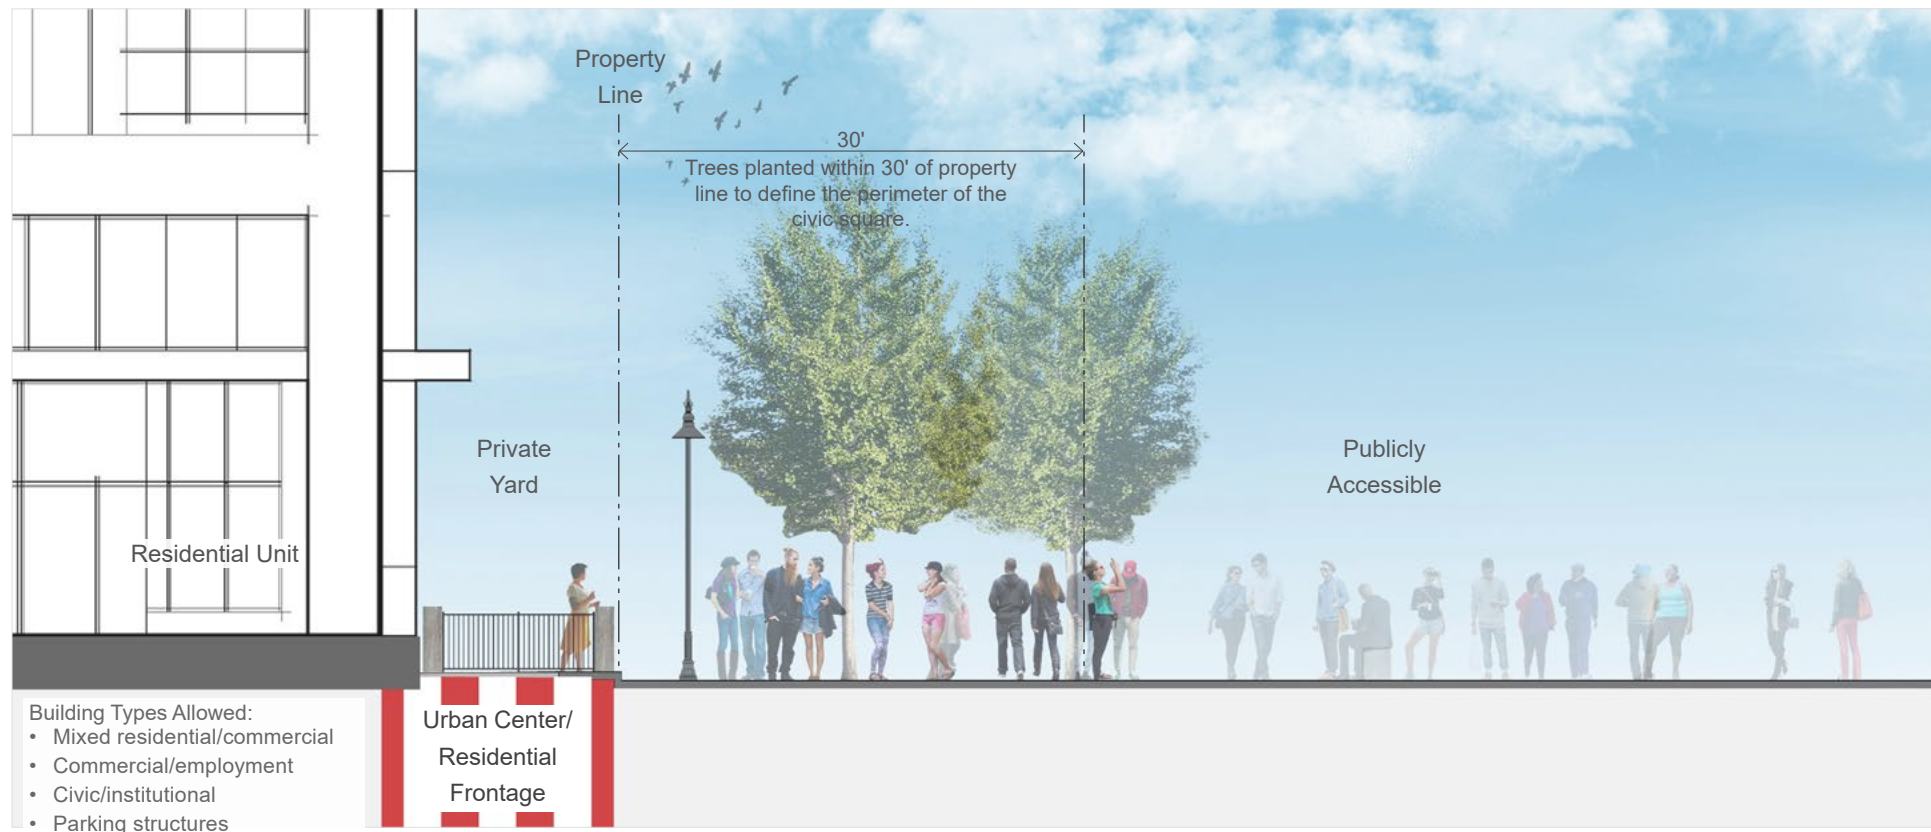 Property
Line
30'
Trees planted within 30' of property
line to define the perimeter of the
civic square.
Private
Yard
Publicly
Accessible
Residential Unit
Building Types Allowed:
• Mixed residential/commercial
• Commercial/employment
• Civic/institutional
• Parking structures
Urban Center/
Residential
Frontage